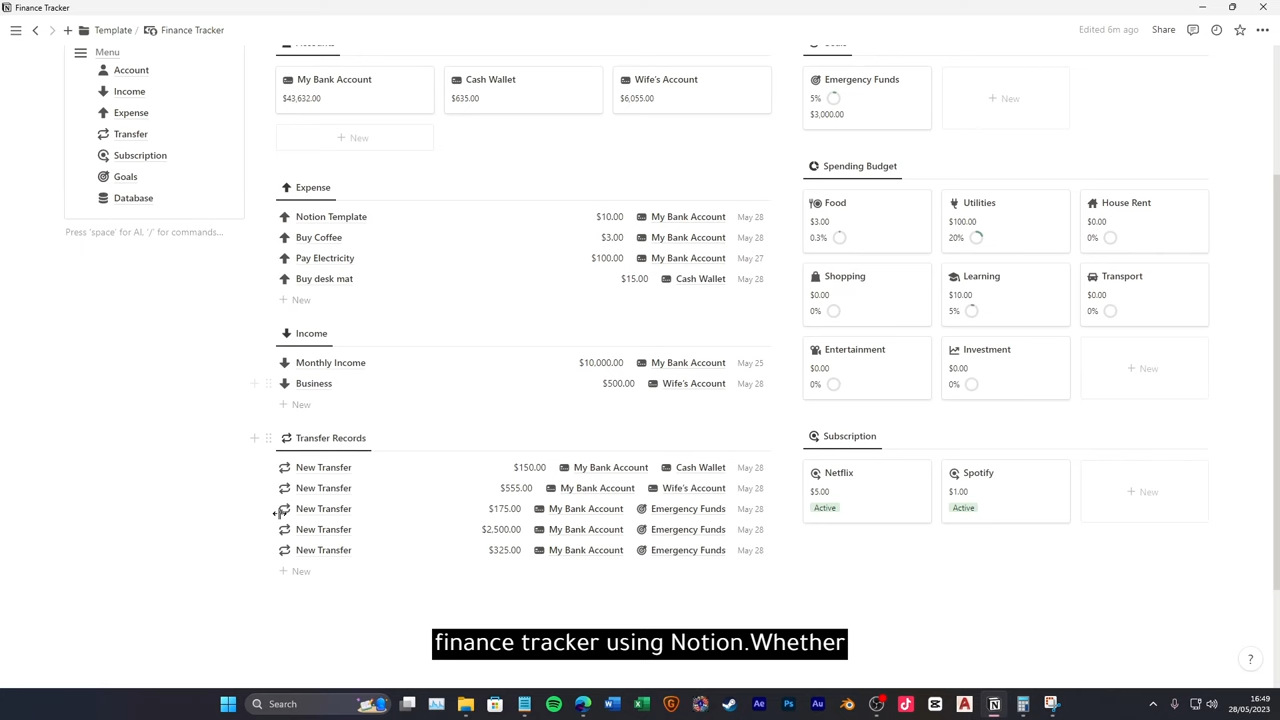 Finance Tracker
Template / Finance Tracker
Edited 6m ago Share
Menu
Account
Income
Expense
Transfer
Subscription
Goals
Database
Press 'space' for AI, '/' for commands…
My Bank Account
$43,632.00
Cash Wallet
$635.00
Wife's Account
$6,055.00
+ New
Expense
Notion Template $10.00 My Bank Account May 28
Buy Coffee $3.00 My Bank Account May 28
Pay Electricity $100.00 My Bank Account May 27
Buy desk mat $15.00 Cash Wallet May 28
+ New
Income
Monthly Income $10,000.00 My Bank Account May 25
Business $500.00 Wife's Account May 28
+ New
Transfer Records
New Transfer $150.00 My Bank Account Cash Wallet May 28
New Transfer $555.00 My Bank Account Wife's Account May 28
New Transfer $175.00 My Bank Account Emergency Funds May 28
New Transfer $2,500.00 My Bank Account Emergency Funds May 28
New Transfer $325.00 My Bank Account Emergency Funds May 28
+ New
Emergency Funds
5%
$3,000.00
+ New
Spending Budget
Food
$3.00
0.3%
Utilities
$100.00
20%
House Rent
$0.00
0%
Shopping
$0.00
0%
Learning
$10.00
5%
Transport
$0.00
0%
Entertainment
$0.00
0%
Investment
$0.00
0%
+ New
Subscription
Netflix
$5.00
Active
Spotify
$1.00
Active
+ New
finance tracker using Notion.Whether
?
Search
16:49
28/05/2023